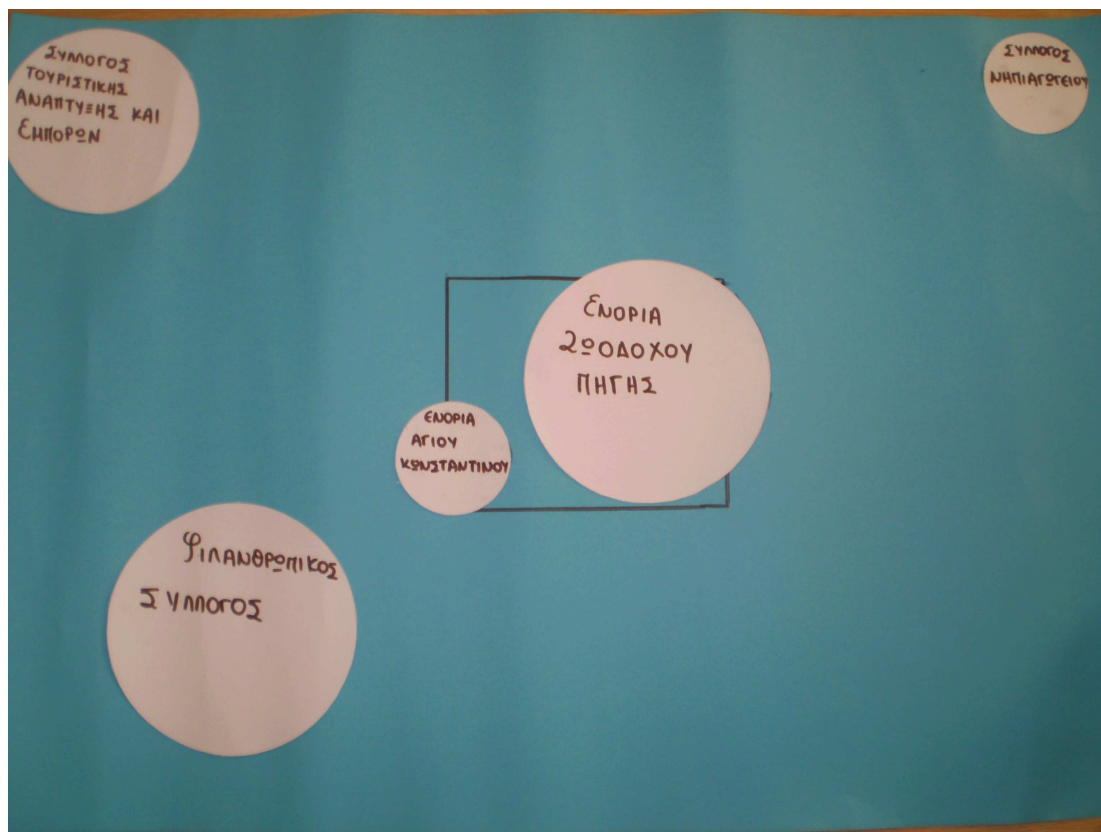 ΣΥΛΛΟΓΟΣ
ΤΟΥΡΙΣΤΙΚΗΣ
ΑΝΑΠΤΥΞΗΣ ΚΑΙ
ΕΜΠΟΡΩΝ
ΣΥΛΛΟΓΟΣ
ΝΗΠΙΑΓΩΓΕΙΟΥ
ΕΝΟΡΙΑ
ΖΩΟΔΟΧΟΥ
ΠΗΓΗΣ
ΕΝΟΡΙΑ
ΑΓΙΟΥ
ΚΩΝΣΤΑΝΤΙΝΟΥ
ΦΙΛΑΝΘΡΩΠΙΚΟΣ
ΣΥΛΛΟΓΟΣ